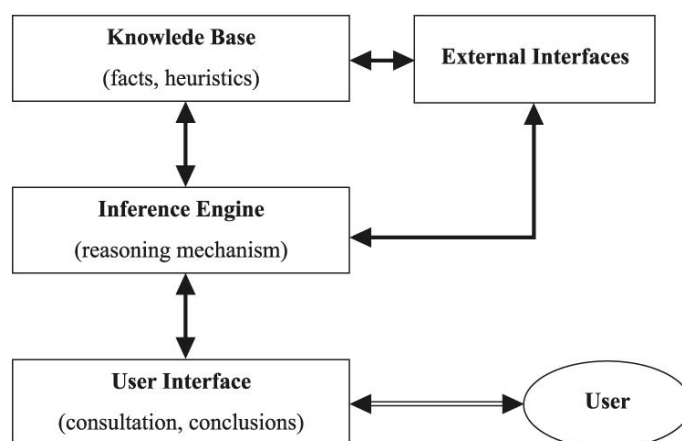 Knowlede Base
(facts, heuristics)
External Interfaces
Inference Engine
(reasoning mechanism)
User Interface
(consultation, conclusions)
User